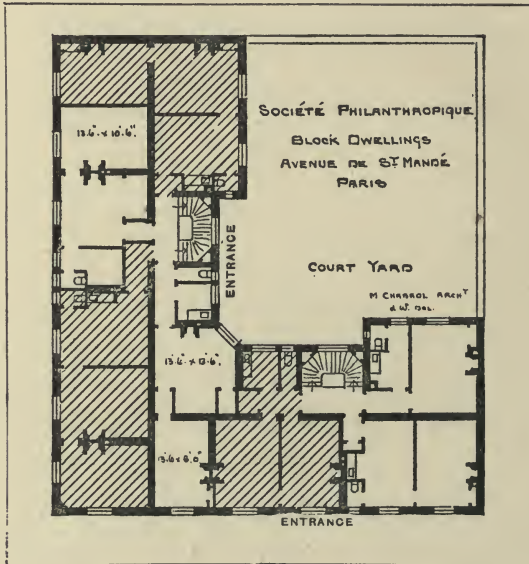 SOCIÉTÉ PHILANTHROPIQUE
BLOCK DWELLINGS
AVENUE DE ST MANDÉ
PARIS
COURT YARD
M CHABROL ARCHT
13'.6" x 10'.6"
ENTRANCE
13'.6" x 13'.6"
13'.6 x 8'.0"
ENTRANCE